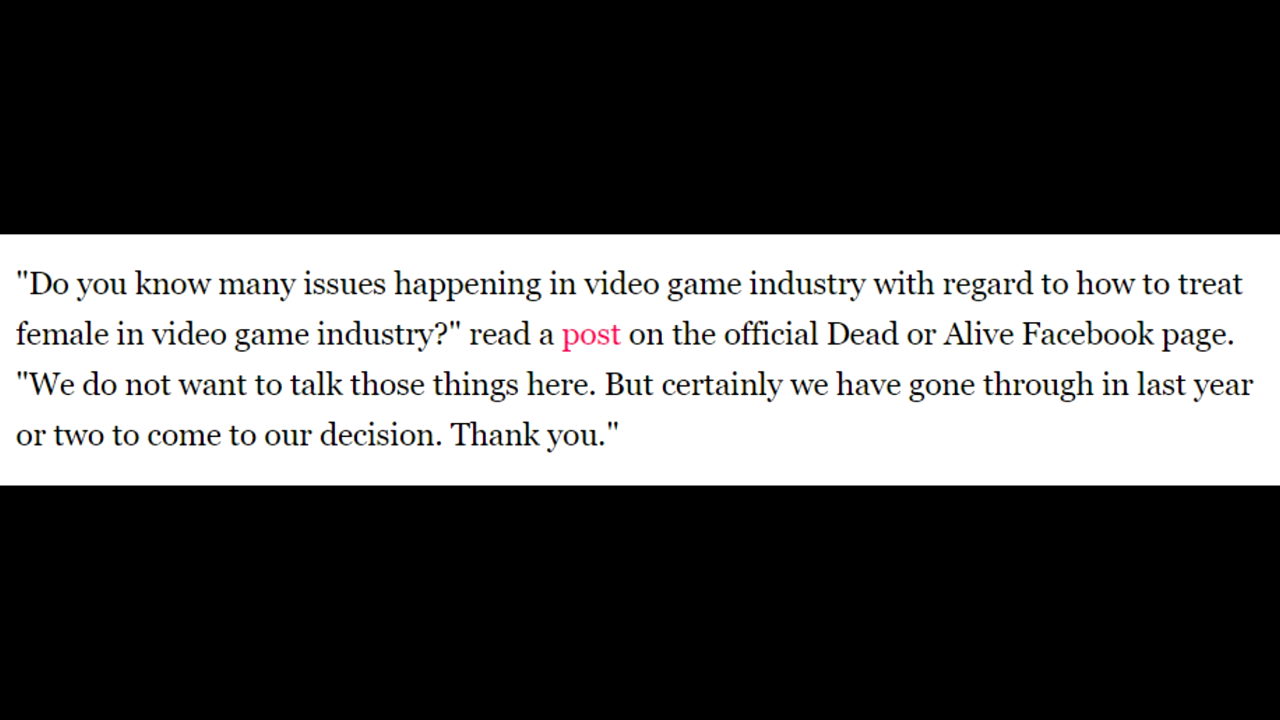 "Do you know many issues happening in video game industry with regard to how to treat
female in video game industry?" read a post on the official Dead or Alive Facebook page.
"We do not want to talk those things here. But certainly we have gone through in last year
or two to come to our decision. Thank you."